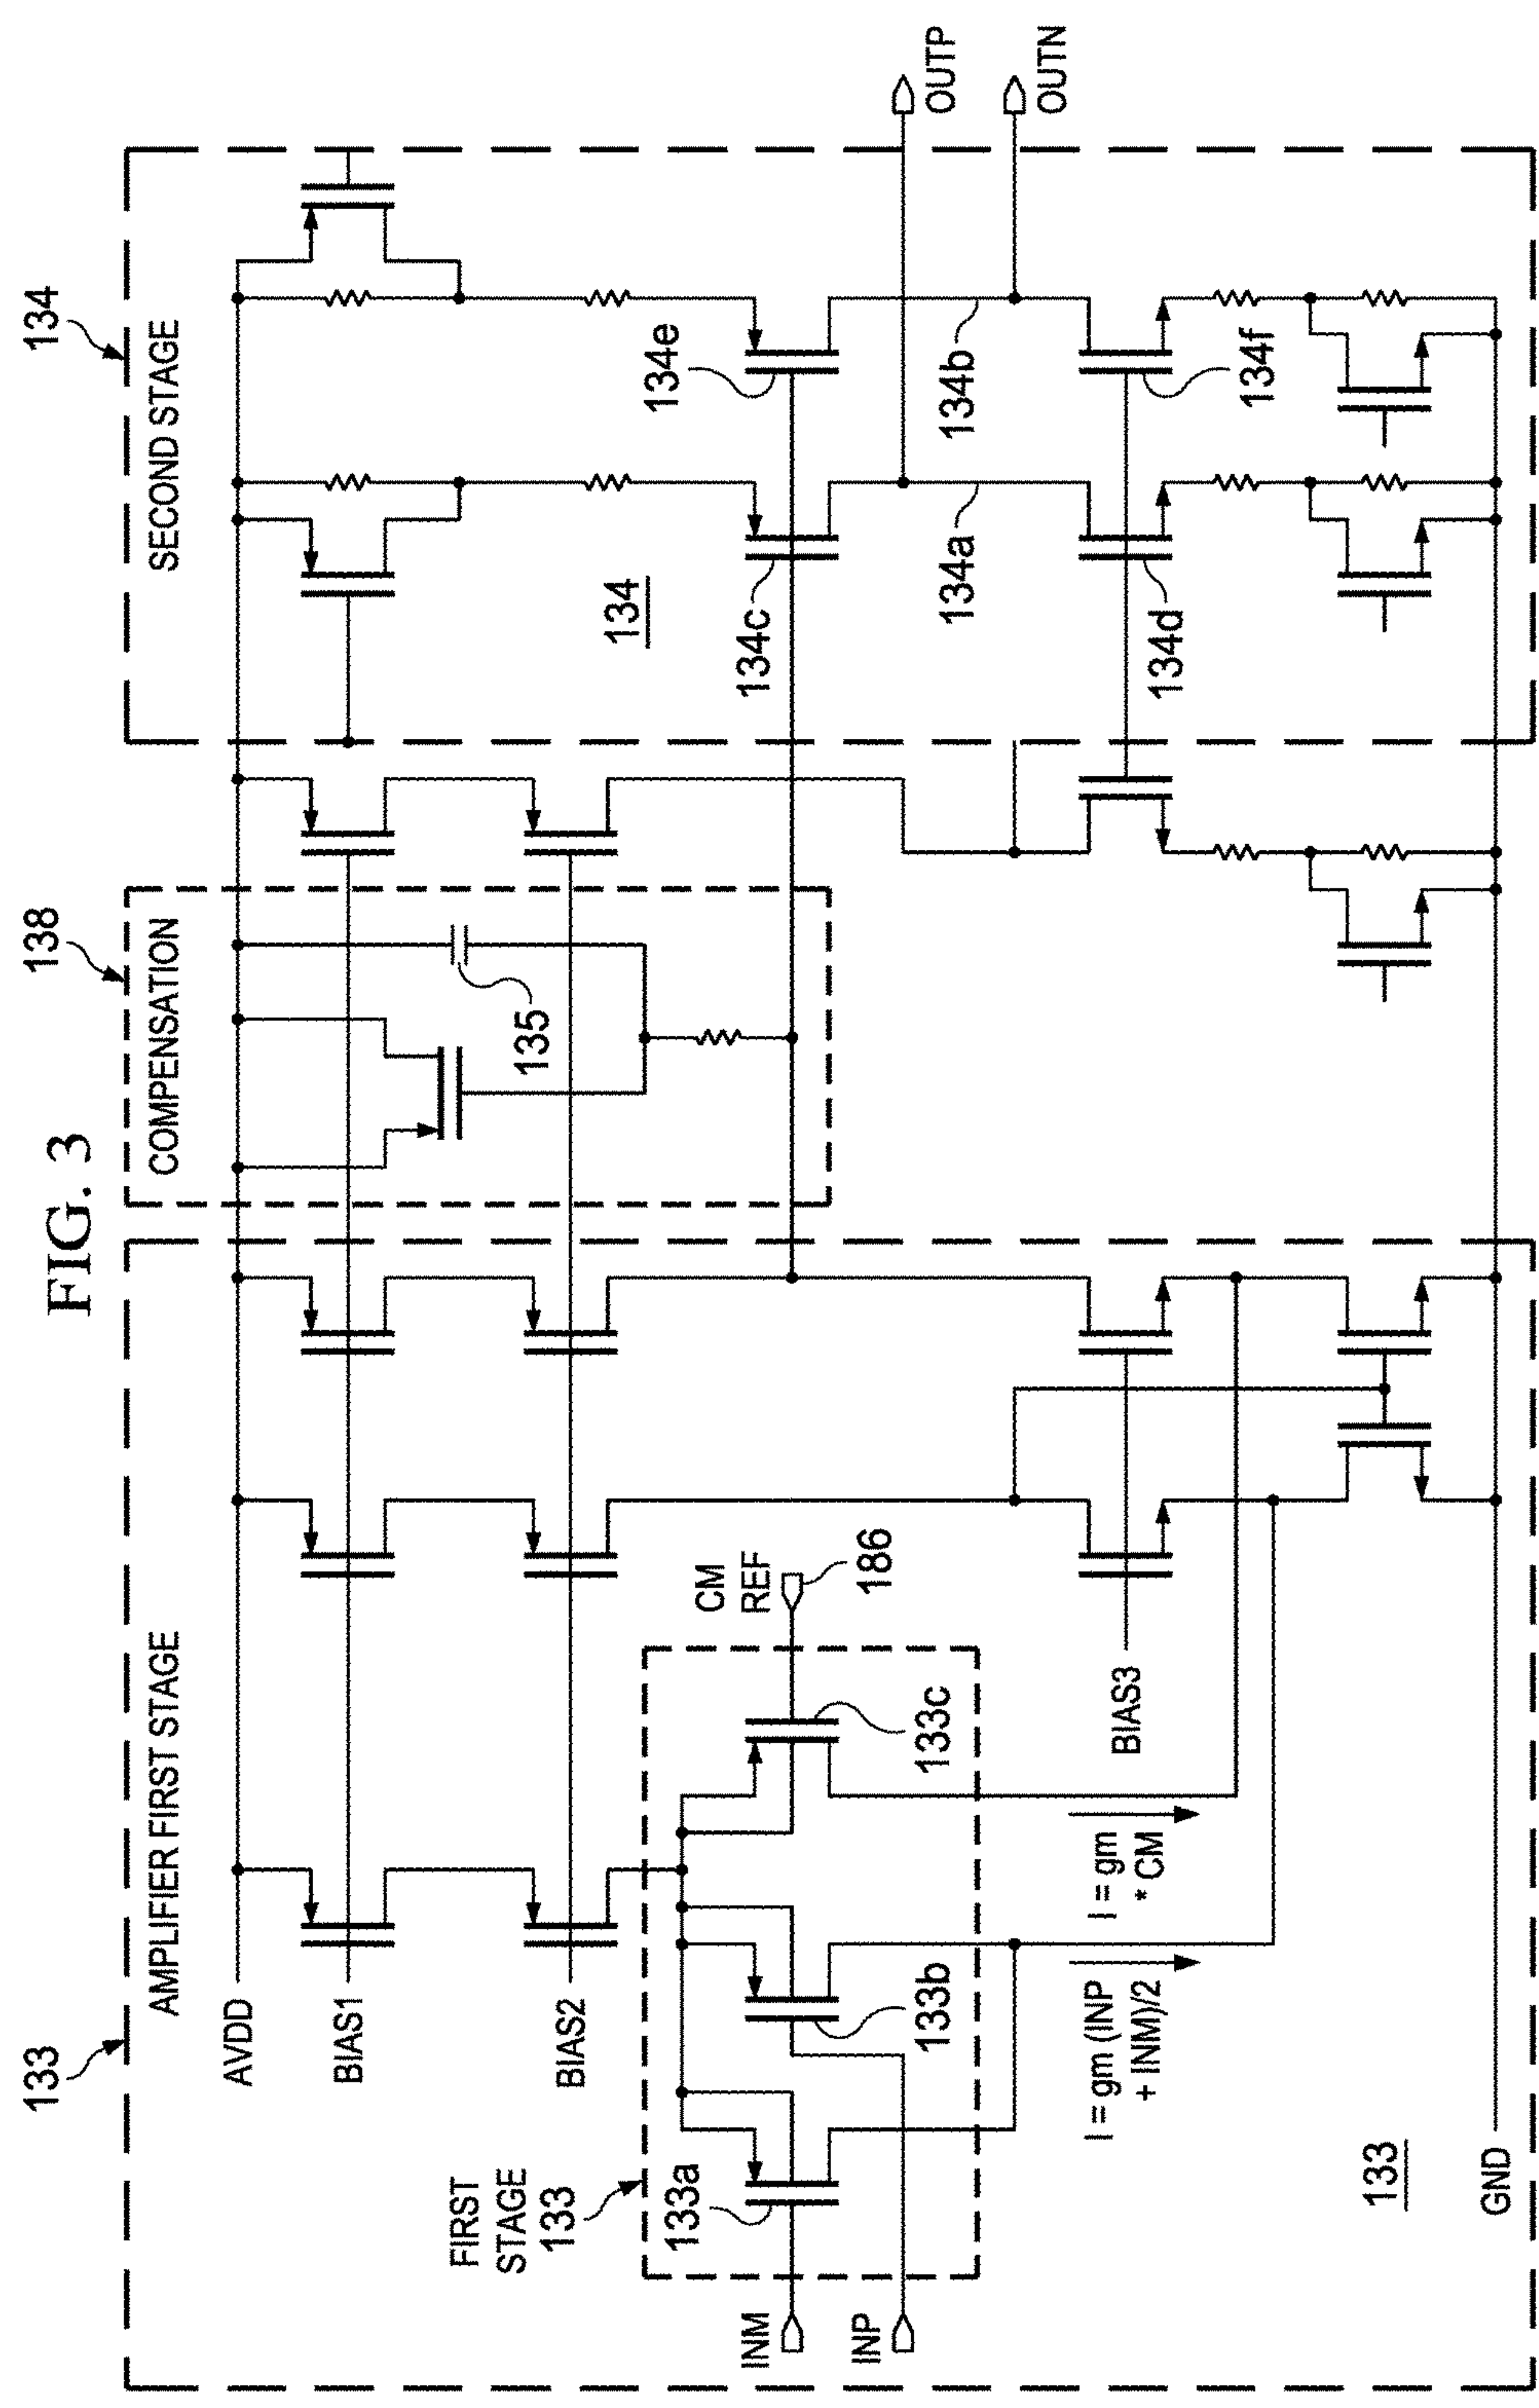 FIG. 3
133
AMPLIFIER FIRST STAGE
138
COMPENSATION
134
SECOND STAGE
AVDD
BIAS1
BIAS2
135
134
FIRST
STAGE
133
133a
133b
133c
CM
REF
186
INM
INP
134c
134e
134a
134b
OUTP
OUTN
I = gm (INP
+ INM)/2
I = gm
* CM
BIAS3
134d
134f
133
GND